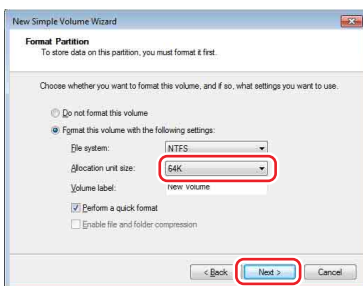 New Simple Volume Wizard
Format Partition
To store data on this partition, you must format it first.
Choose whether you want to format this volume, and if so, what settings you want to use.
Do not format this volume
Format this volume with the following settings:
File system: NTFS
Allocation unit size: 64K
Volume label: New Volume
Perform a quick format
Enable file and folder compression
< Back Next > Cancel